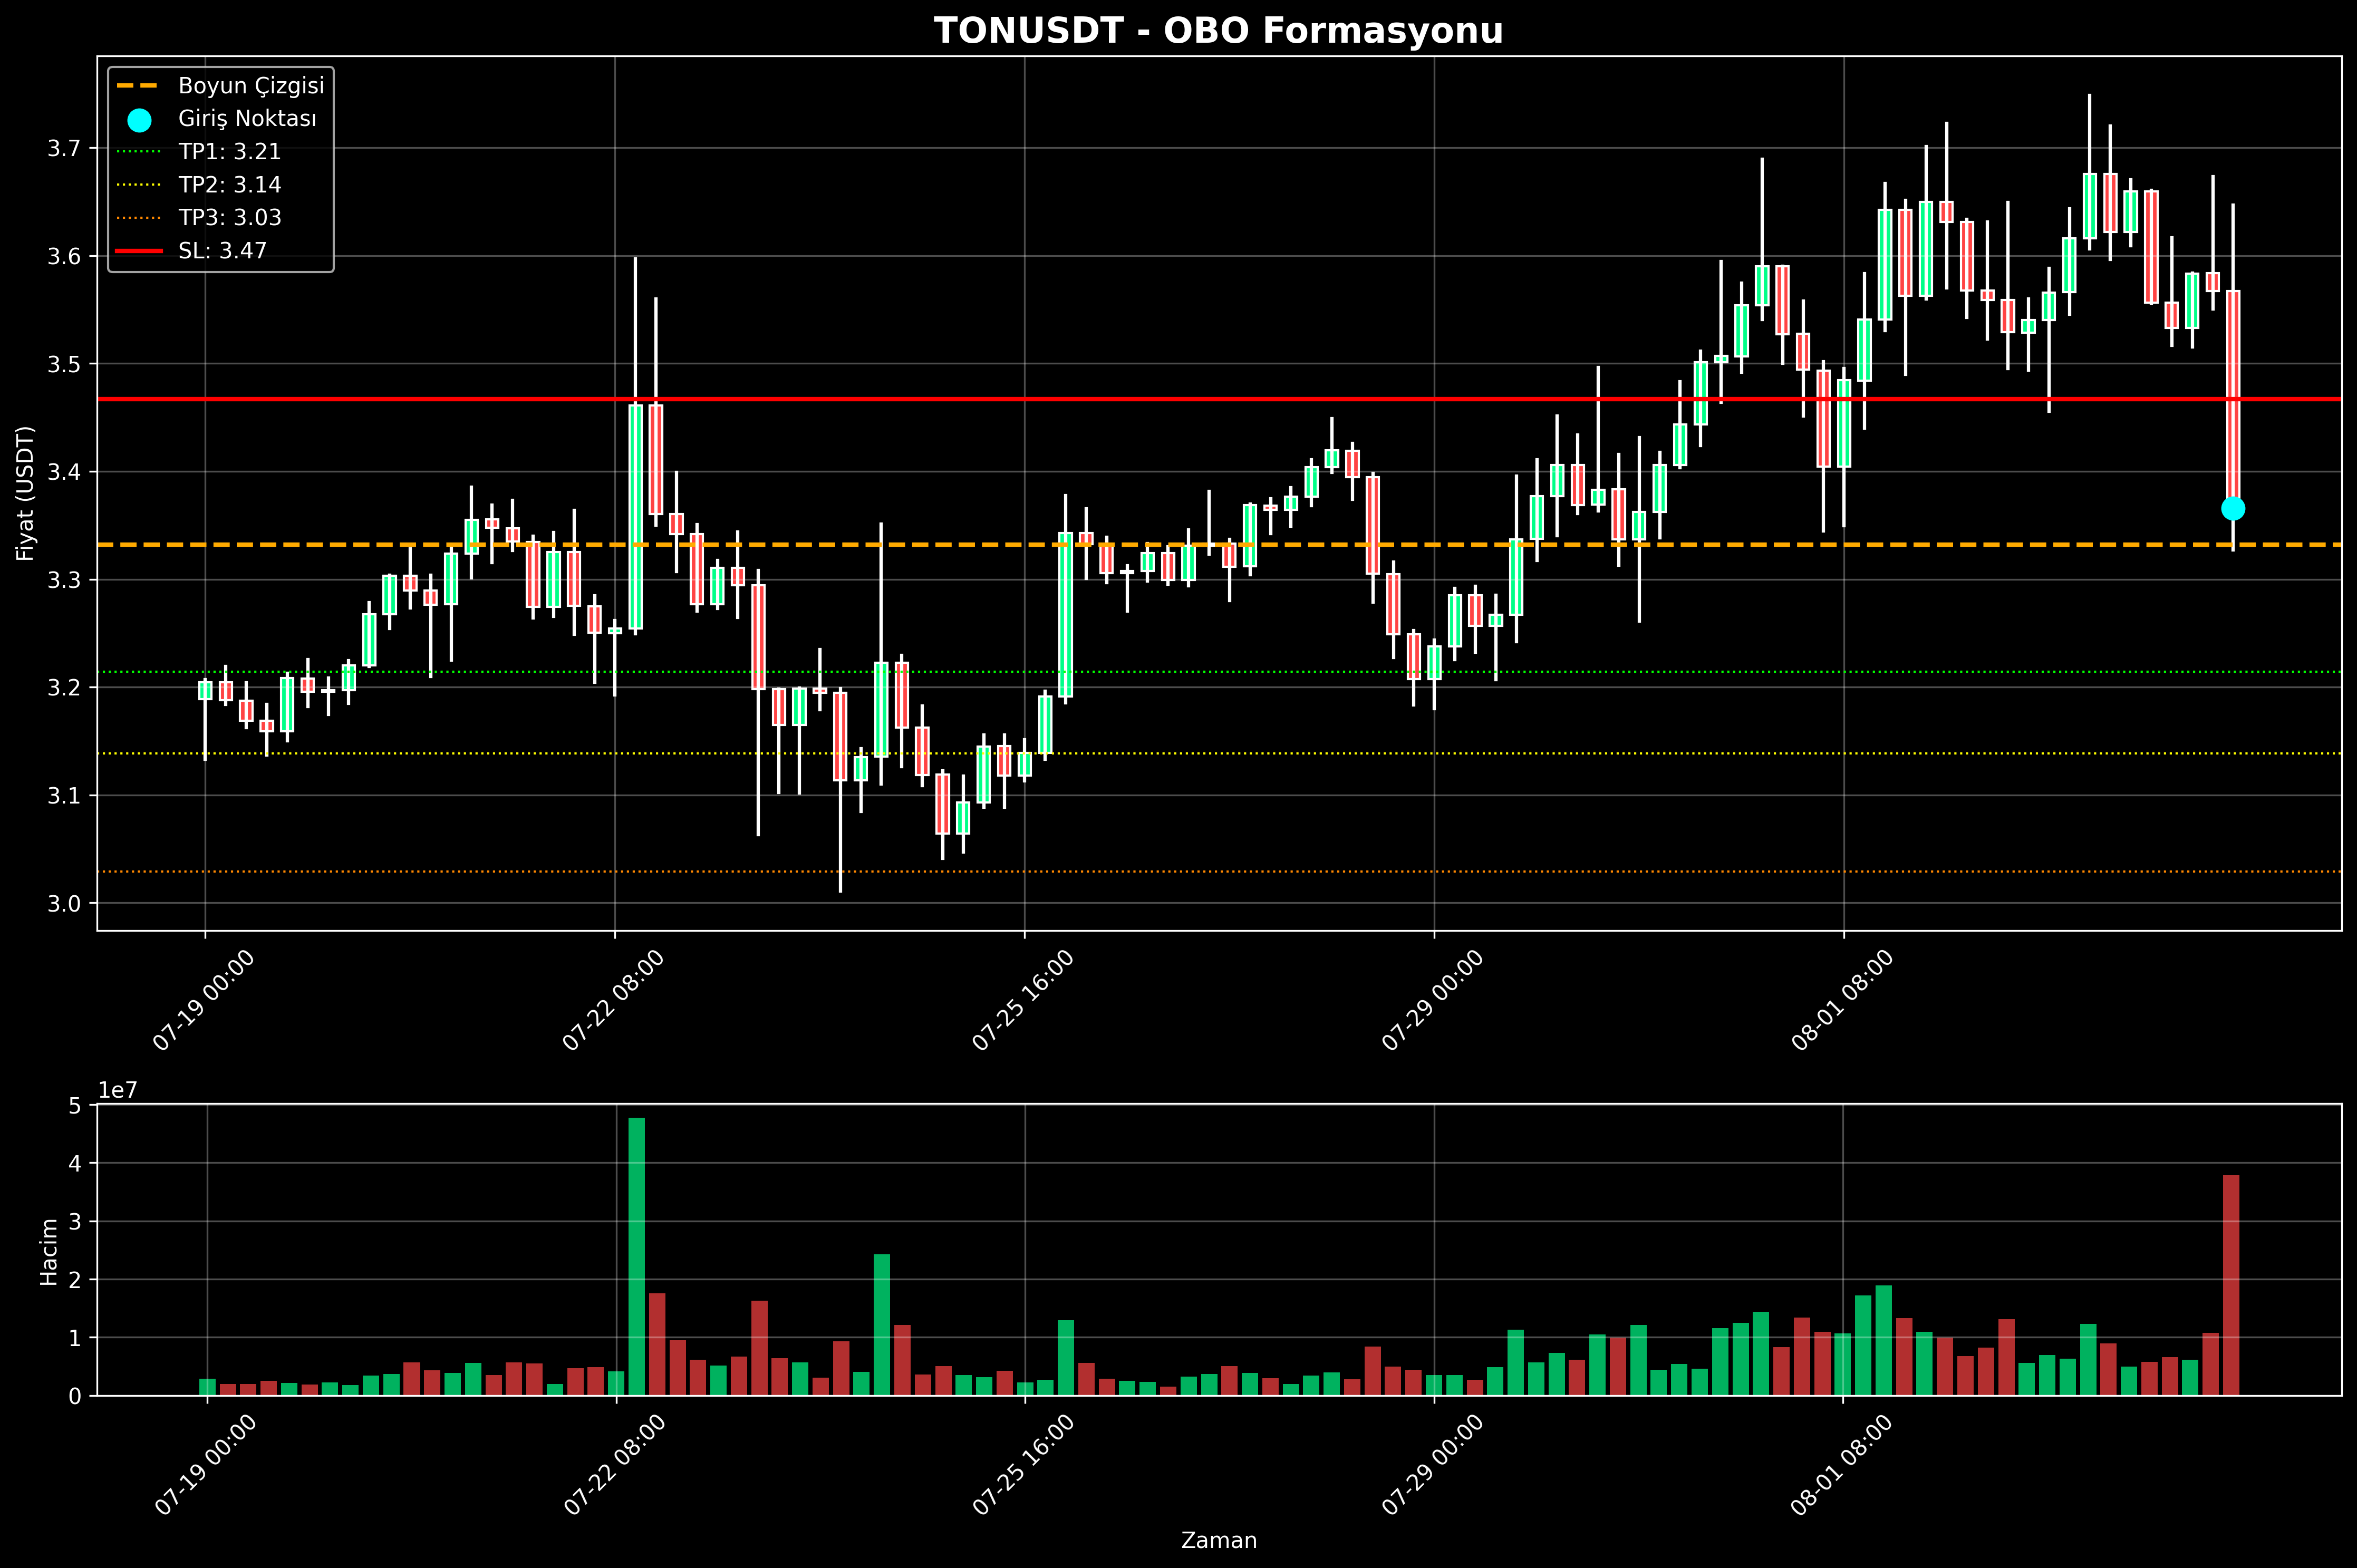 TONUSDT - OBO Formasyonu
Boyun Çizgisi
Giriş Noktası
TP1: 3.21
TP2: 3.14
TP3: 3.03
SL: 3.47
Fiyat (USDT)
3.7
3.6
3.5
3.4
3.3
3.2
3.1
3.0
07-19 00:00
07-22 08:00
07-25 16:00
07-29 00:00
08-01 08:00
1e7
Hacim
5
4
3
2
1
0
07-19 00:00
07-22 08:00
07-25 16:00
07-29 00:00
08-01 08:00
Zaman